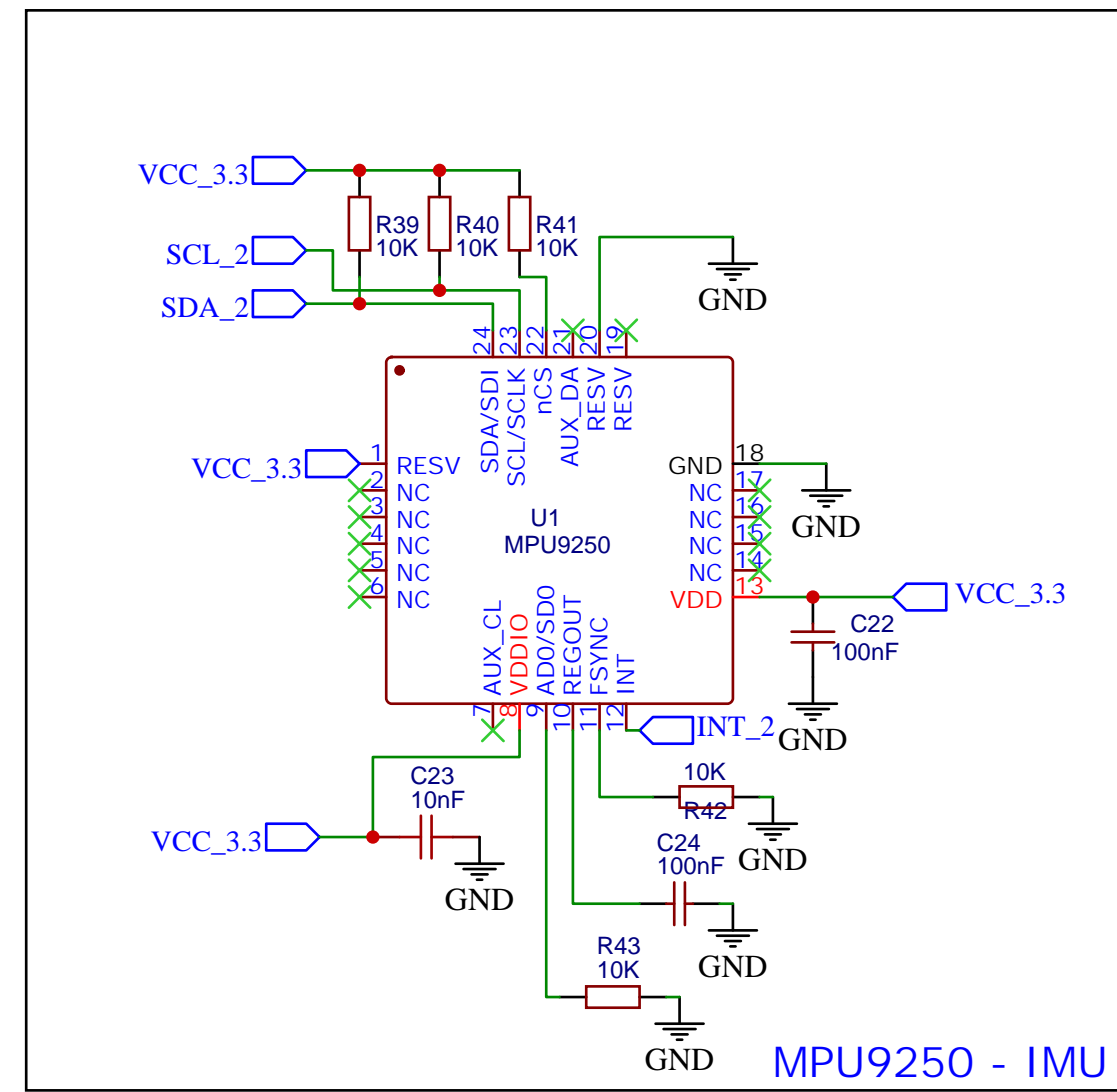 VCC_3.3
SCL_2
SDA_2
R39
10K
R40
10K
R41
10K
GND
24
23
22
21
20
19
SDA/SDI
SCL/SCLK
nCS
AUX_DA
RESV
RESV
VCC_3.3
1
RESV
2
NC
3
NC
4
NC
5
NC
6
NC
U1
MPU9250
GND
18
NC
17
NC
16
NC
15
NC
14
VDD
13
GND
VCC_3.3
C22
100nF
GND
AUX_CL
VDDIO
AD0/SD0
REGOUT
FSYNC
INT
7
8
9
10
11
12
INT_2
C23
10nF
VCC_3.3
GND
10K
R42
GND
C24
100nF
GND
R43
10K
GND
MPU9250 - IMU